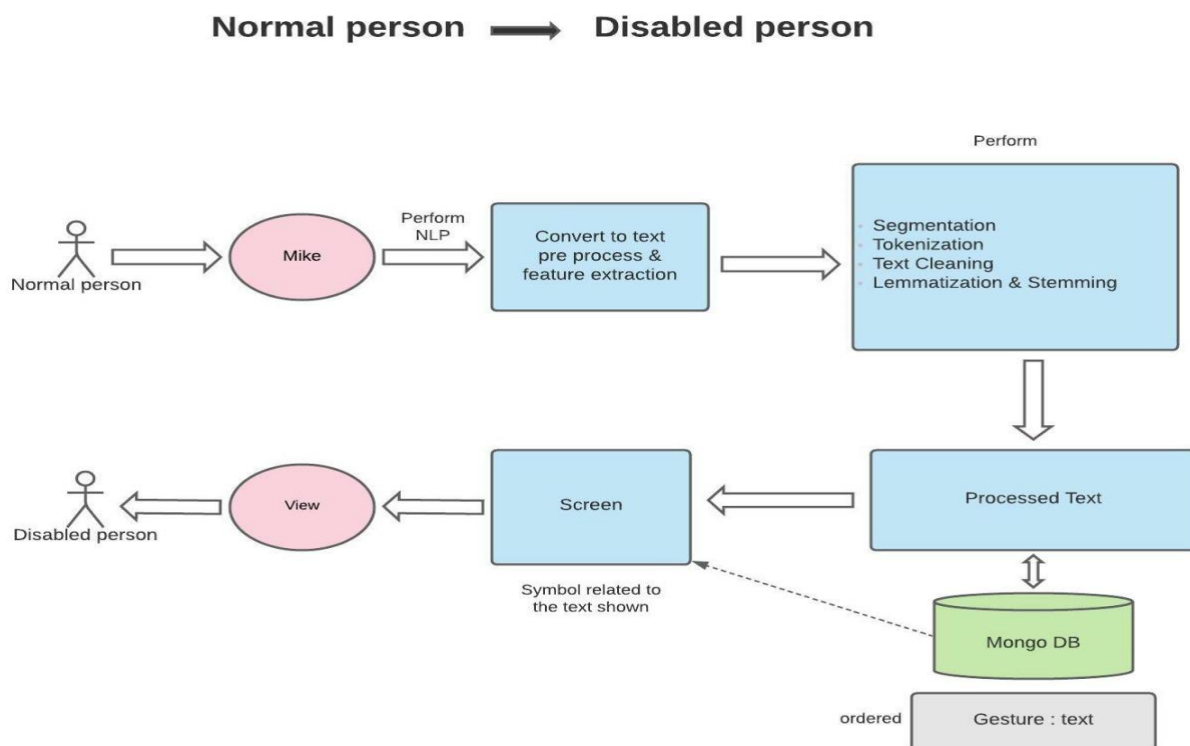 Normal person Disabled person
Perform
Normal person
Mike
Perform
NLP
Convert to text
pre process &
feature extraction
Segmentation
Tokenization
Text Cleaning
Lemmatization & Stemming
Disabled person
View
Screen
Symbol related to
the text shown
Processed Text
Mongo DB
ordered
Gesture : text